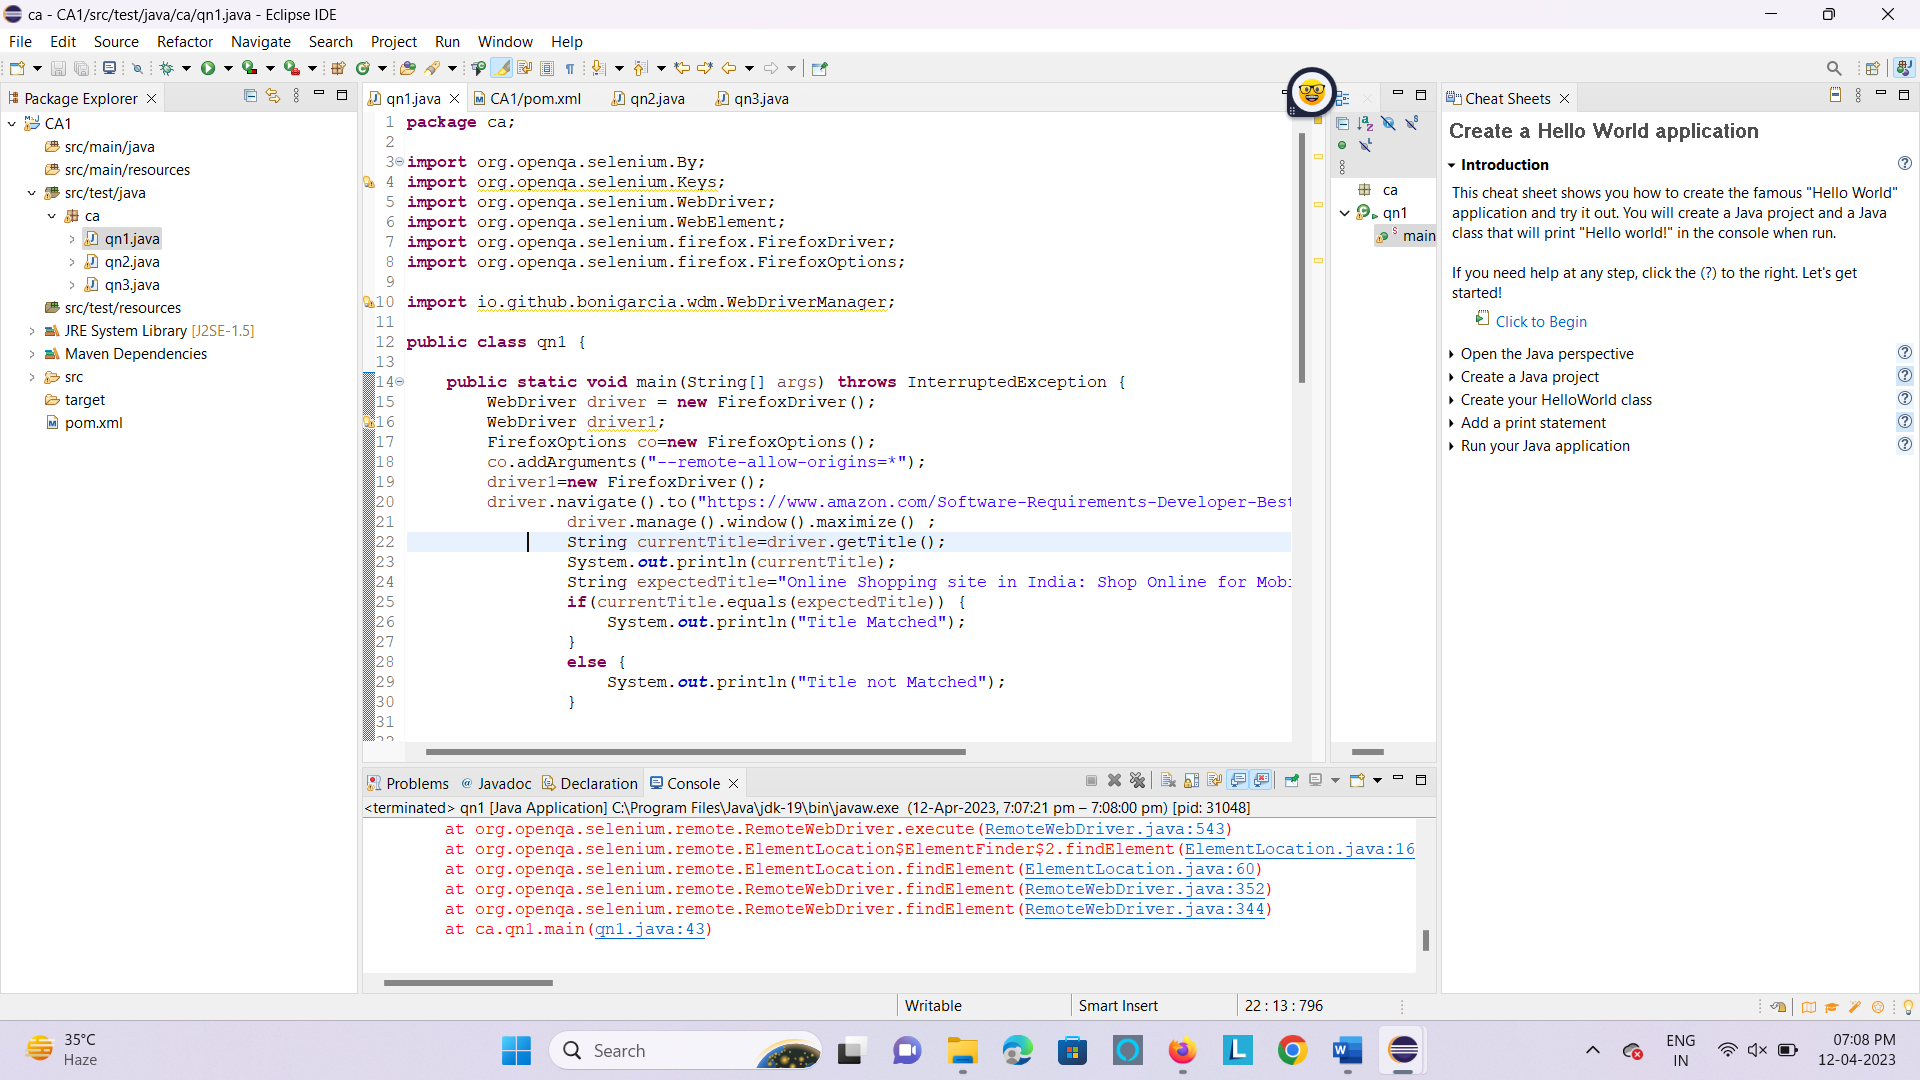 ca - CA1/src/test/java/ca/qn1.java - Eclipse IDE
File Edit Source Refactor Navigate Search Project Run Window Help
Package Explorer
CA1
src/main/java
src/main/resources
src/test/java
ca
qn1.java
qn2.java
qn3.java
src/test/resources
JRE System Library [J2SE-1.5]
Maven Dependencies
src
target
pom.xml
qn1.java CA1/pom.xml qn2.java qn3.java
1 package ca;
2
3 import org.openqa.selenium.By;
4 import org.openqa.selenium.Keys;
5 import org.openqa.selenium.WebDriver;
6 import org.openqa.selenium.WebElement;
7 import org.openqa.selenium.firefox.FirefoxDriver;
8 import org.openqa.selenium.firefox.FirefoxOptions;
9
10 import io.github.bonigarcia.wdm.WebDriverManager;
11
12 public class qn1 {
13
14 public static void main(String[] args) throws InterruptedException {
15 WebDriver driver = new FirefoxDriver();
16 WebDriver driver1;
17 FirefoxOptions co=new FirefoxOptions();
18 co.addArguments("--remote-allow-origins=*");
19 driver1=new FirefoxDriver();
20 driver.navigate().to("https://www.amazon.com/Software-Requirements-Developer-Best
21 driver.manage().window().maximize() ;
22 String currentTitle=driver.getTitle();
23 System.out.println(currentTitle);
24 String expectedTitle="Online Shopping site in India: Shop Online for Mobi
25 if(currentTitle.equals(expectedTitle)) {
26 System.out.println("Title Matched");
27 }
28 else {
29 System.out.println("Title not Matched");
30 }
31
ca
qn1
main
Cheat Sheets
Create a Hello World application
Introduction
This cheat sheet shows you how to create the famous "Hello World"
application and try it out. You will create a Java project and a Java
class that will print "Hello world!" in the console when run.
If you need help at any step, click the (?) to the right. Let's get
started!
Click to Begin
Open the Java perspective
Create a Java project
Create your HelloWorld class
Add a print statement
Run your Java application
Problems Javadoc Declaration Console
<terminated> qn1 [Java Application] C:\Program Files\Java\jdk-19\bin\javaw.exe (12-Apr-2023, 7:07:21 pm – 7:08:00 pm) [pid: 31048]
at org.openqa.selenium.remote.RemoteWebDriver.execute(RemoteWebDriver.java:543)
at org.openqa.selenium.remote.ElementLocation$ElementFinder$2.findElement(ElementLocation.java:16
at org.openqa.selenium.remote.ElementLocation.findElement(ElementLocation.java:60)
at org.openqa.selenium.remote.RemoteWebDriver.findElement(RemoteWebDriver.java:352)
at org.openqa.selenium.remote.RemoteWebDriver.findElement(RemoteWebDriver.java:344)
at ca.qn1.main(qn1.java:43)
Writable Smart Insert 22 : 13 : 796
35°C
Haze
Search
ENG
IN
07:08 PM
12-04-2023